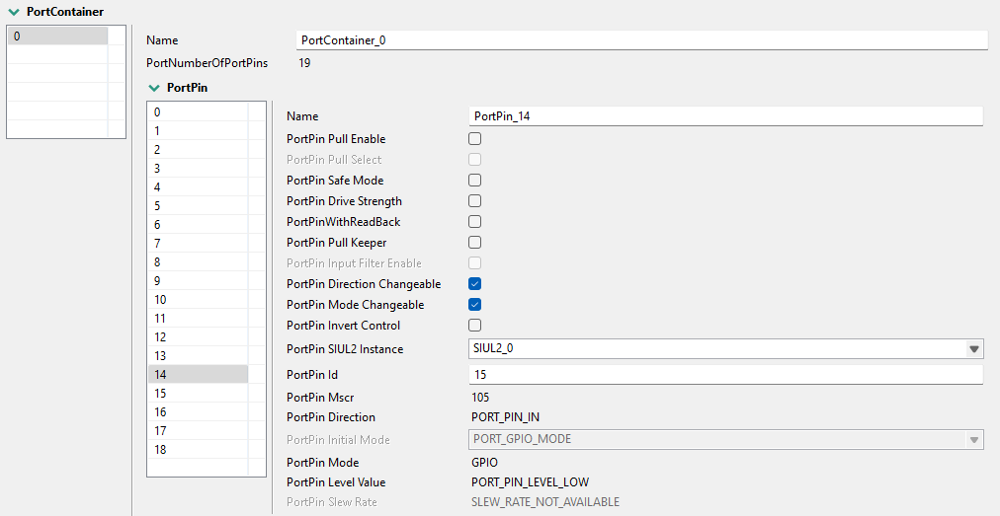 PortContainer
0
Name PortContainer_0
PortNumberOfPortPins 19
PortPin
0
1
2
3
4
5
6
7
8
9
10
11
12
13
14
15
16
17
18
Name PortPin_14
PortPin Pull Enable
PortPin Pull Select
PortPin Safe Mode
PortPin Drive Strength
PortPinWithReadBack
PortPin Pull Keeper
PortPin Input Filter Enable
PortPin Direction Changeable
PortPin Mode Changeable
PortPin Invert Control
PortPin SIUL2 Instance SIUL2_0
PortPin Id 15
PortPin Mscr 105
PortPin Direction PORT_PIN_IN
PortPin Initial Mode PORT_GPIO_MODE
PortPin Mode GPIO
PortPin Level Value PORT_PIN_LEVEL_LOW
PortPin Slew Rate SLEW_RATE_NOT_AVAILABLE